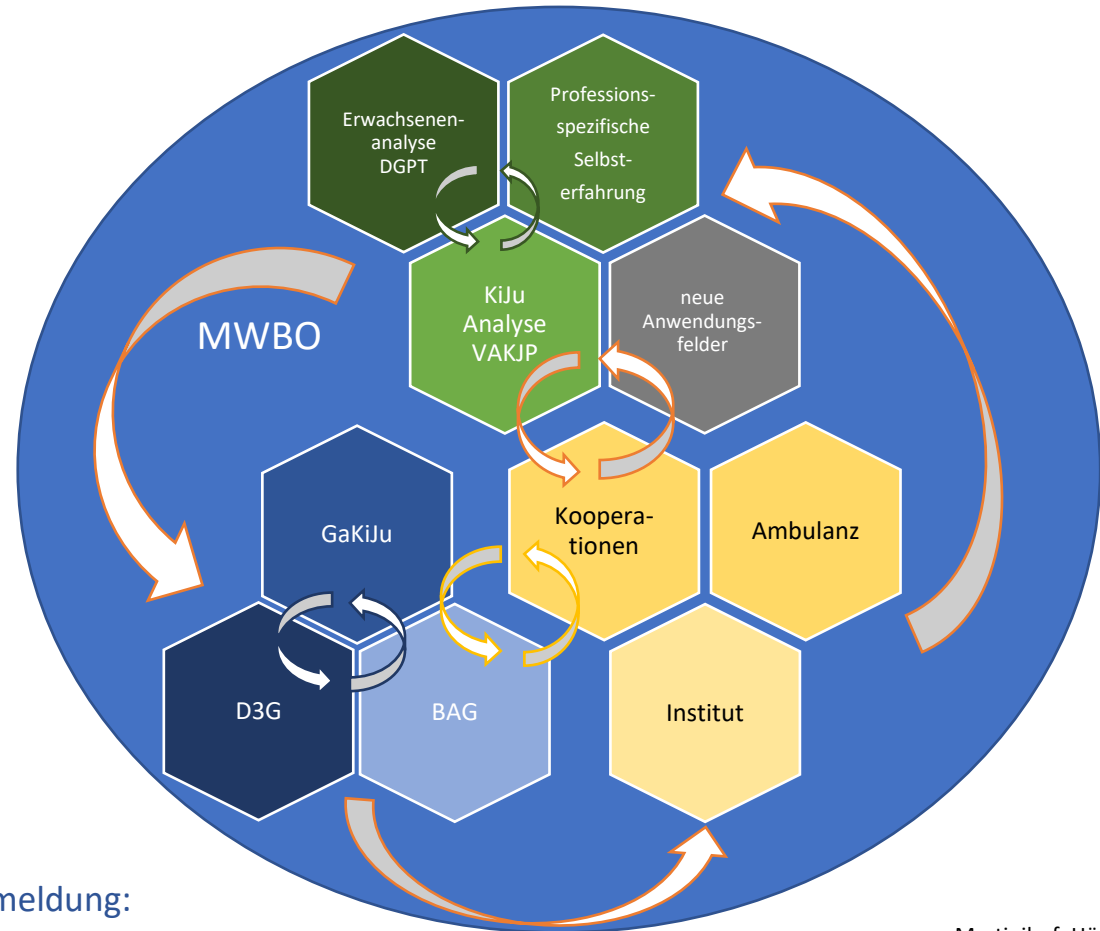 Erwachsenen-
analyse
DGPT
Professions-
spezifische
Selbst-
erfahrung
KiJu
Analyse
VAKJP
neue
Anwendungs-
felder
MWBO
GaKiJu
Koopera-
tionen
Ambulanz
D3G
BAG
Institut
meldung: